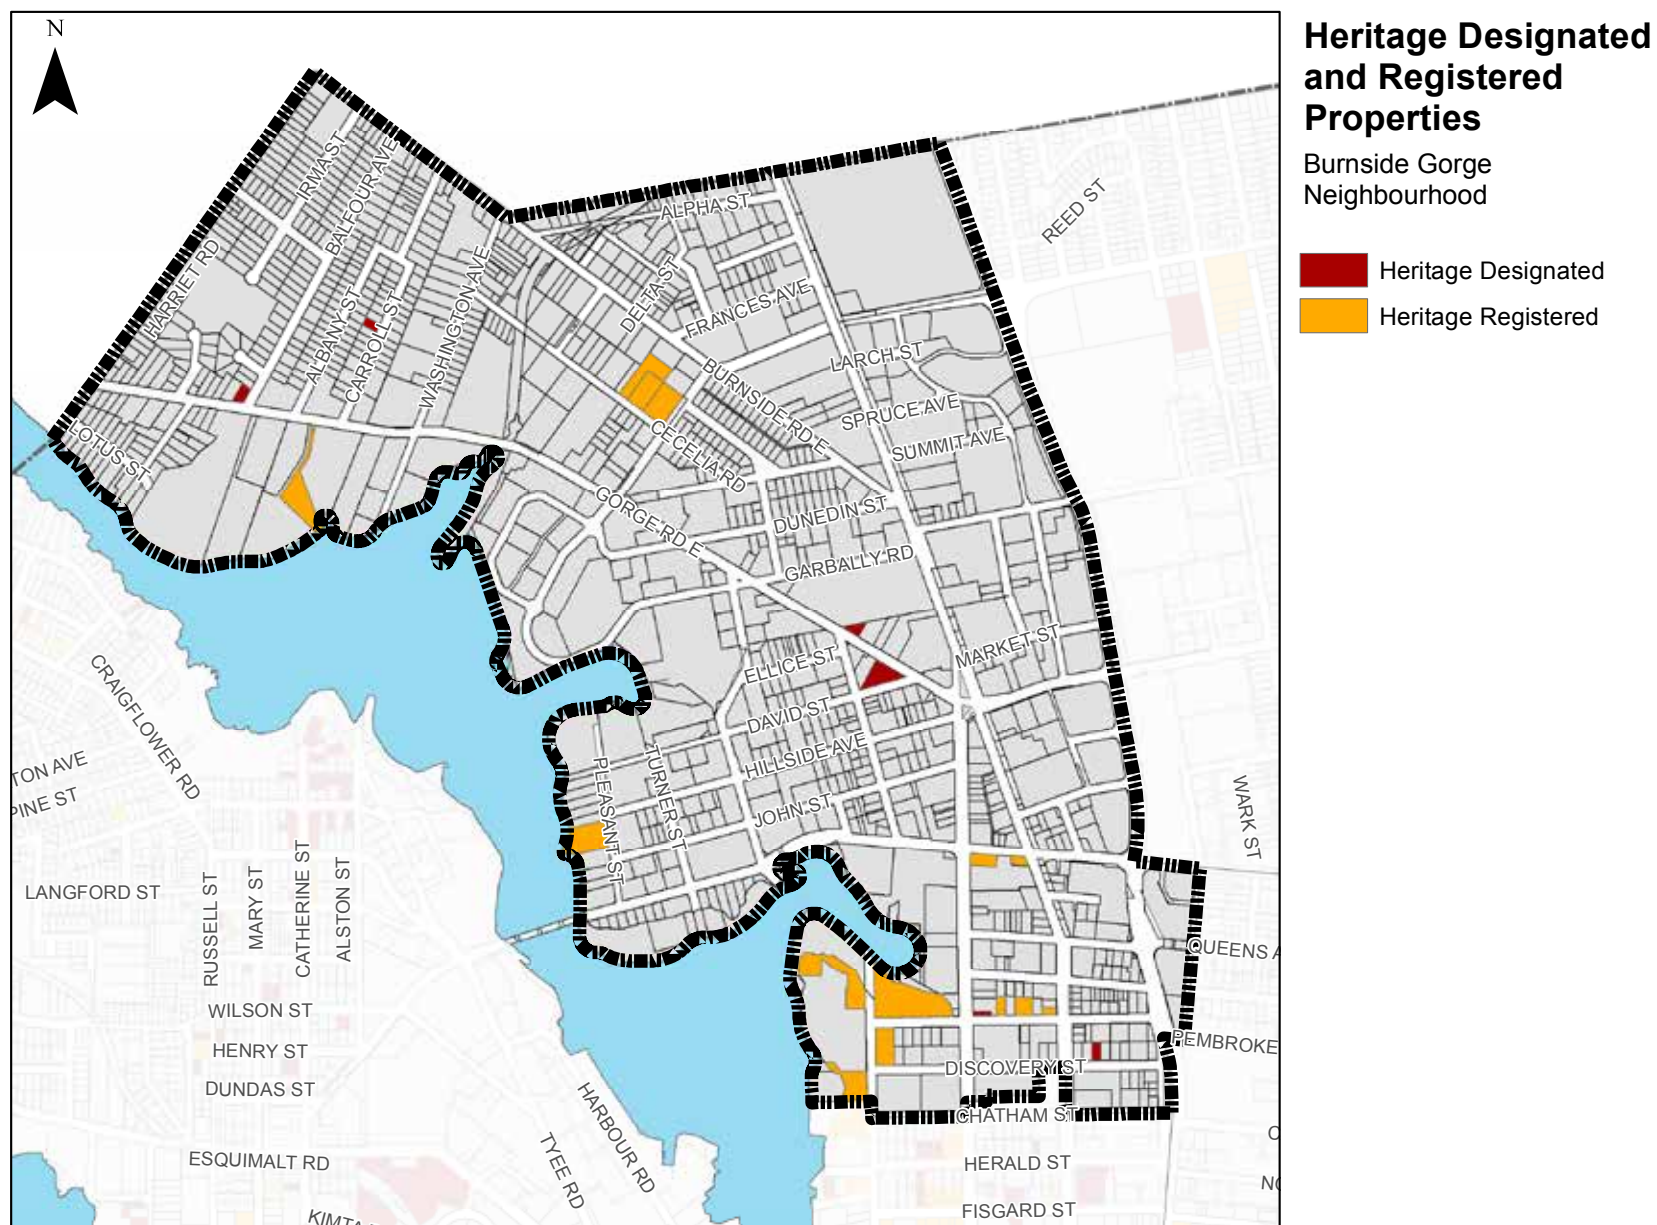 Heritage Designated
and Registered
Properties
Burnside Gorge
Neighbourhood
Heritage Designated
Heritage Registered
N
IRMA ST
BALFOUR AVE
HARRIET RD
ALBANY ST
CARROLL ST
WASHINGTON AVE
LOTUS ST
ALPHA ST
DELTA ST
FRANCES AVE
REED ST
LARCH ST
BURNSIDE RD E
SPRUCE AVE
SUMMIT AVE
CECELIA RD
GORGE RD E
DUNEDIN ST
GARBALLY RD
MARKET ST
ELLICE ST
DAVID ST
HILLSIDE AVE
JOHN ST
TURNER ST
PLEASANT ST
CRAIGFLOWER RD
TON AVE
PINE ST
LANGFORD ST
RUSSELL ST
MARY ST
CATHERINE ST
ALSTON ST
WILSON ST
HENRY ST
DUNDAS ST
ESQUIMALT RD
KIMTA
TYEE RD
HARBOUR RD
WARK ST
QUEENS A
PEMBROKE
DISCOVERY ST
CHATHAM ST
HERALD ST
FISGARD ST